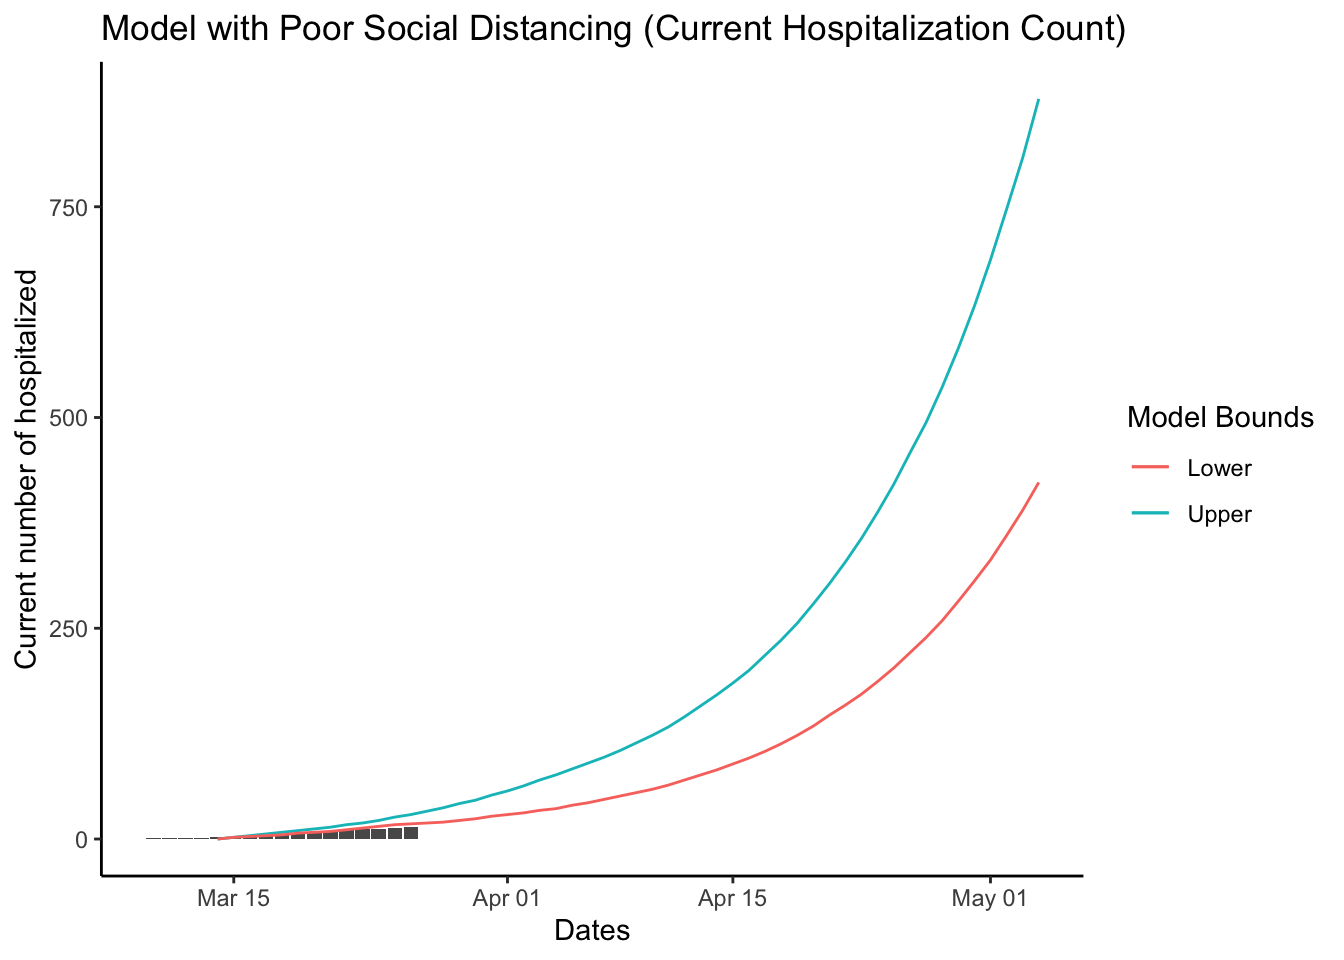 Model with Poor Social Distancing (Current Hospitalization Count)
Current number of hospitalized
750
500
250
0
Mar 15
Apr 01
Apr 15
May 01
Dates
Model Bounds
Lower
Upper